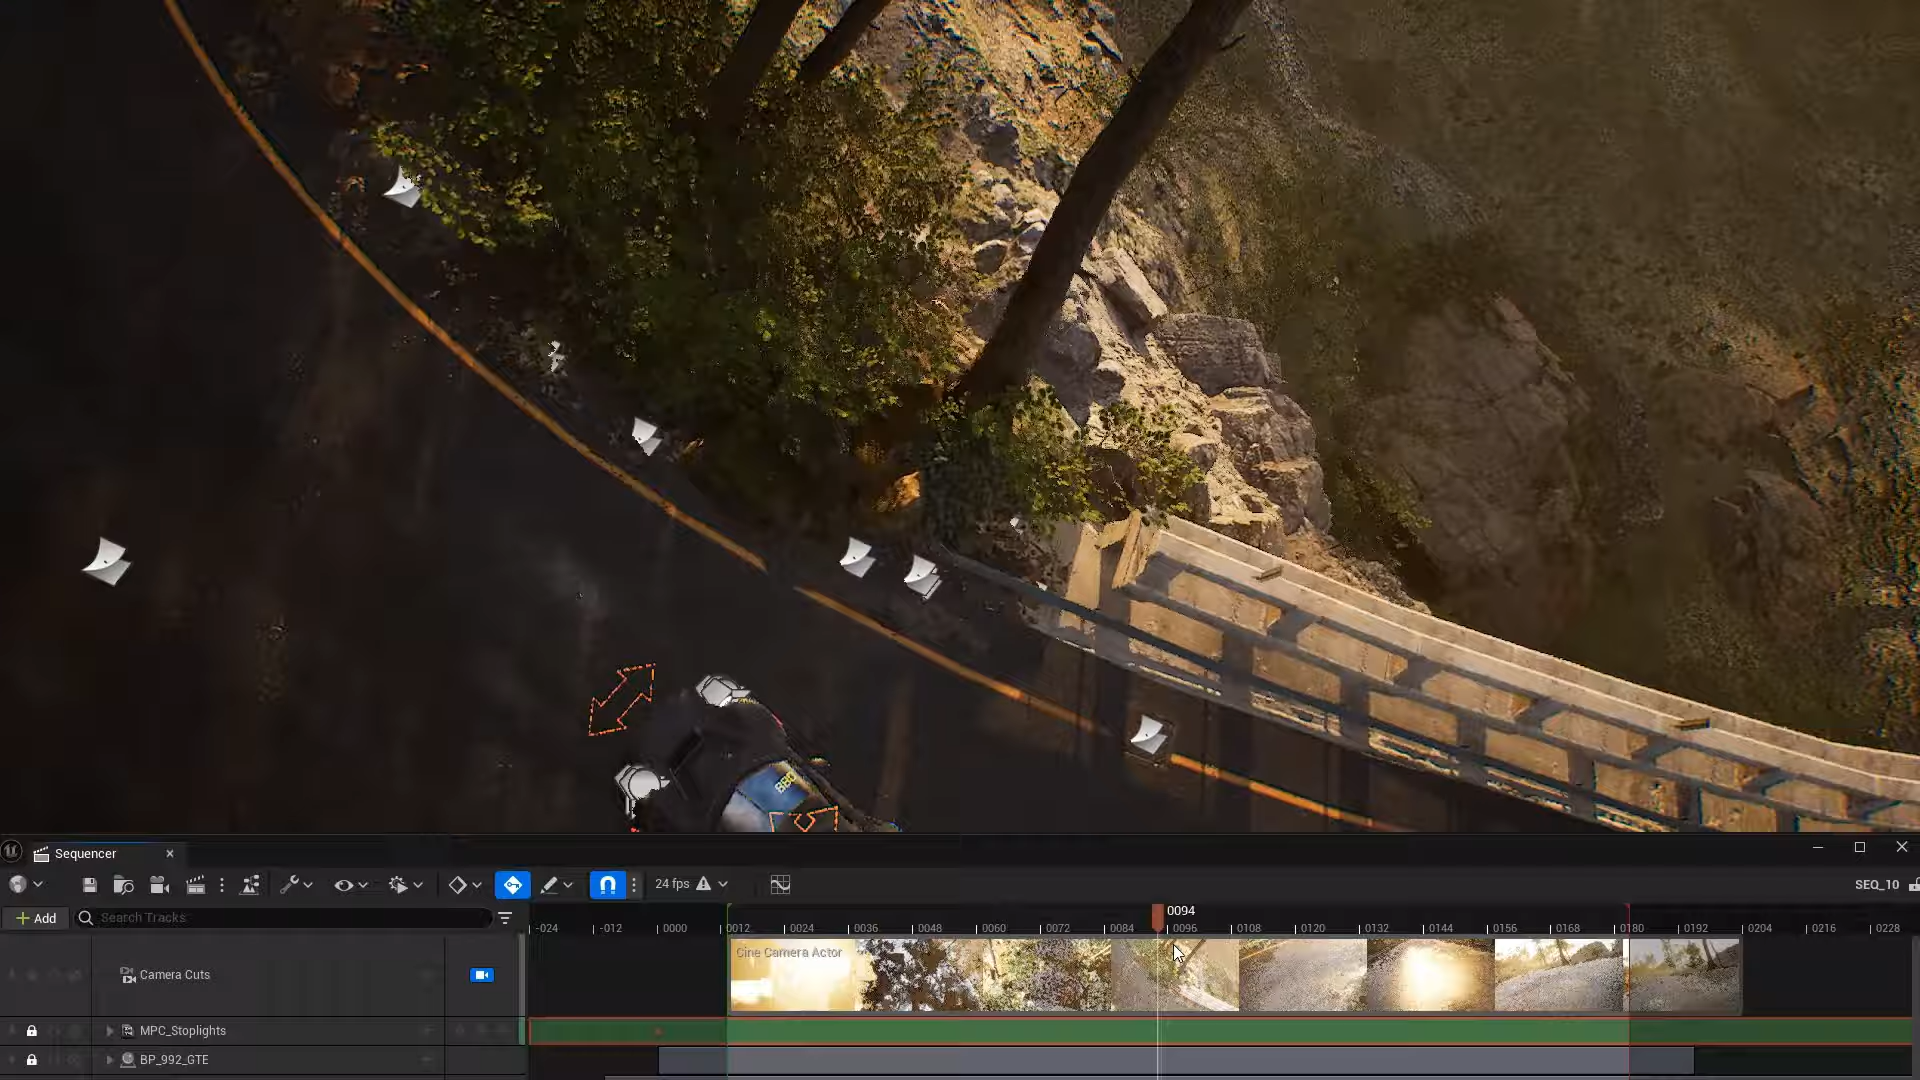 Sequencer
24 fps
SEQ_10
+ Add
Search Tracks
0094
-024 -012 0000 0012 0024 0036 0048 0060 0072 0084 0096 0108 0120 0132 0144 0156 0168 0180 0192 0204 0216 0228
Cine Camera Actor
Camera Cuts
MPC_Stoplights
BP_992_GTE